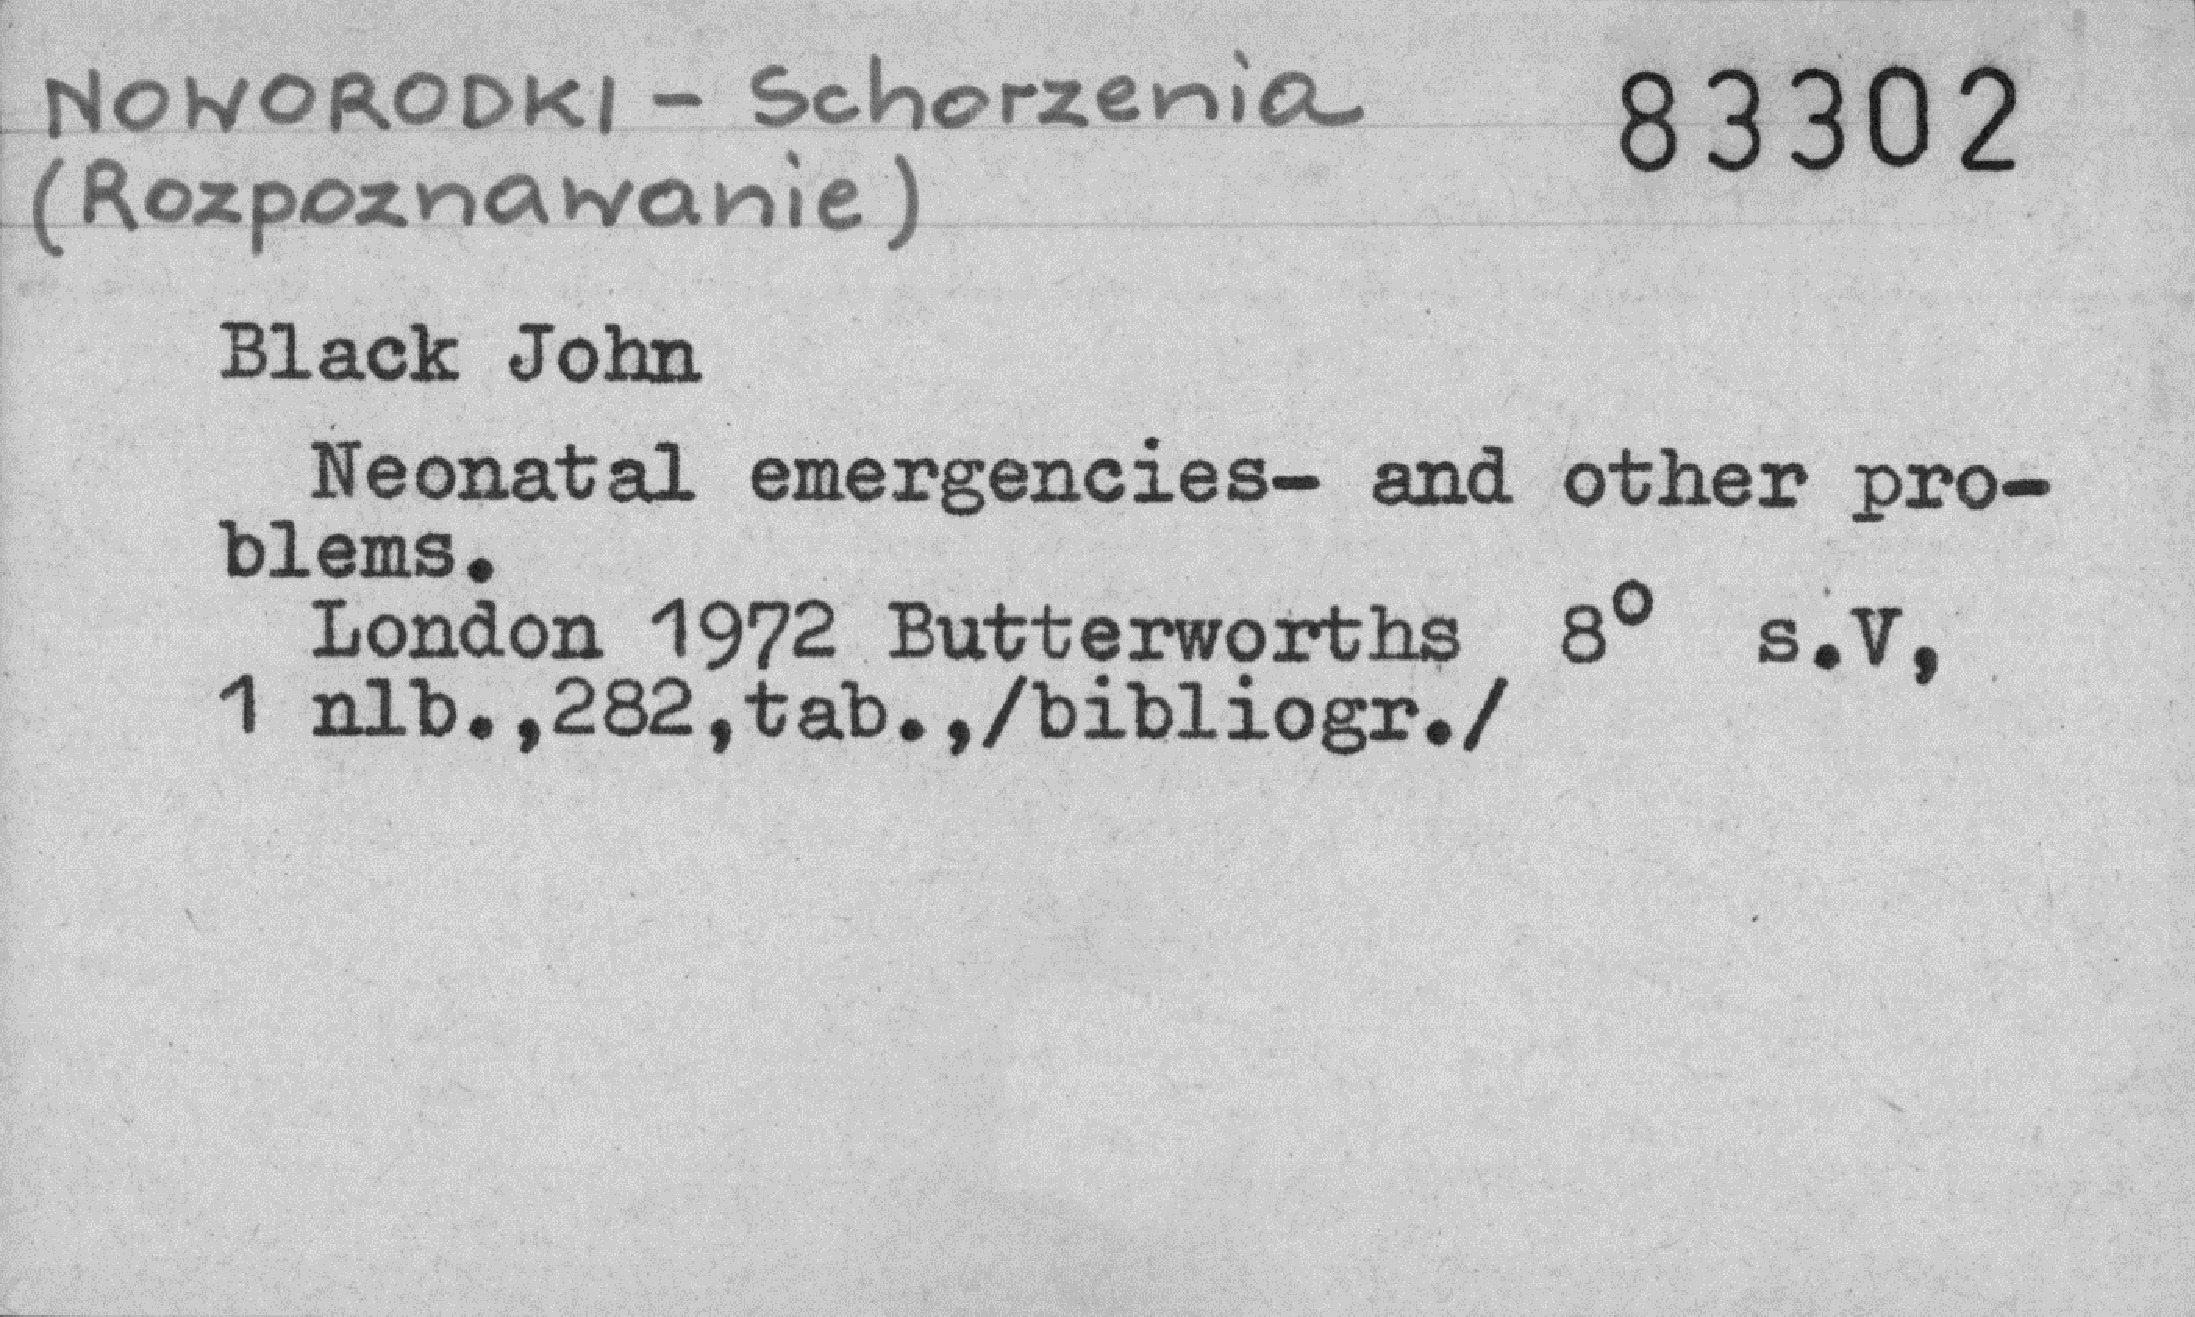 NOWORODKI - Schorzenia 83302
(Rozpoznawanie)
Black John
Neonatal emergencies- and other pro-
blems.
London 1972 Butterworths 8° s.V,
1 nlb.,282,tab.,/bibliogr./